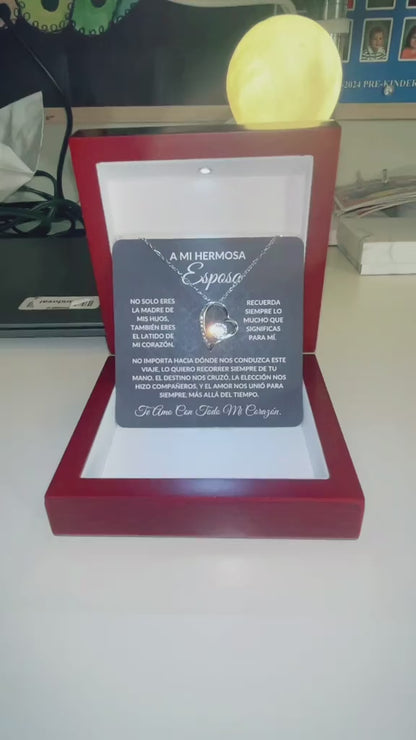 2024 PRE-KINDER
A MI HERMOSA
Esposa
NO SOLO ERES
LA MADRE DE
MIS HIJOS,
TAMBIÉN ERES
EL LATIDO DE
MI CORAZÓN.
RECUERDA
SIEMPRE LO
MUCHO QUE
SIGNIFICAS
PARA MÍ.
NO IMPORTA HACIA DÓNDE NOS CONDUZCA ESTE
VIAJE, LO QUIERO RECORRER SIEMPRE DE TU
MANO. EL DESTINO NOS CRUZÓ, LA ELECCIÓN NOS
HIZO COMPAÑEROS, Y EL AMOR NOS UNIÓ PARA
SIEMPRE, MÁS ALLÁ DEL TIEMPO.
Te Amo Con Todo Mi Corazón.